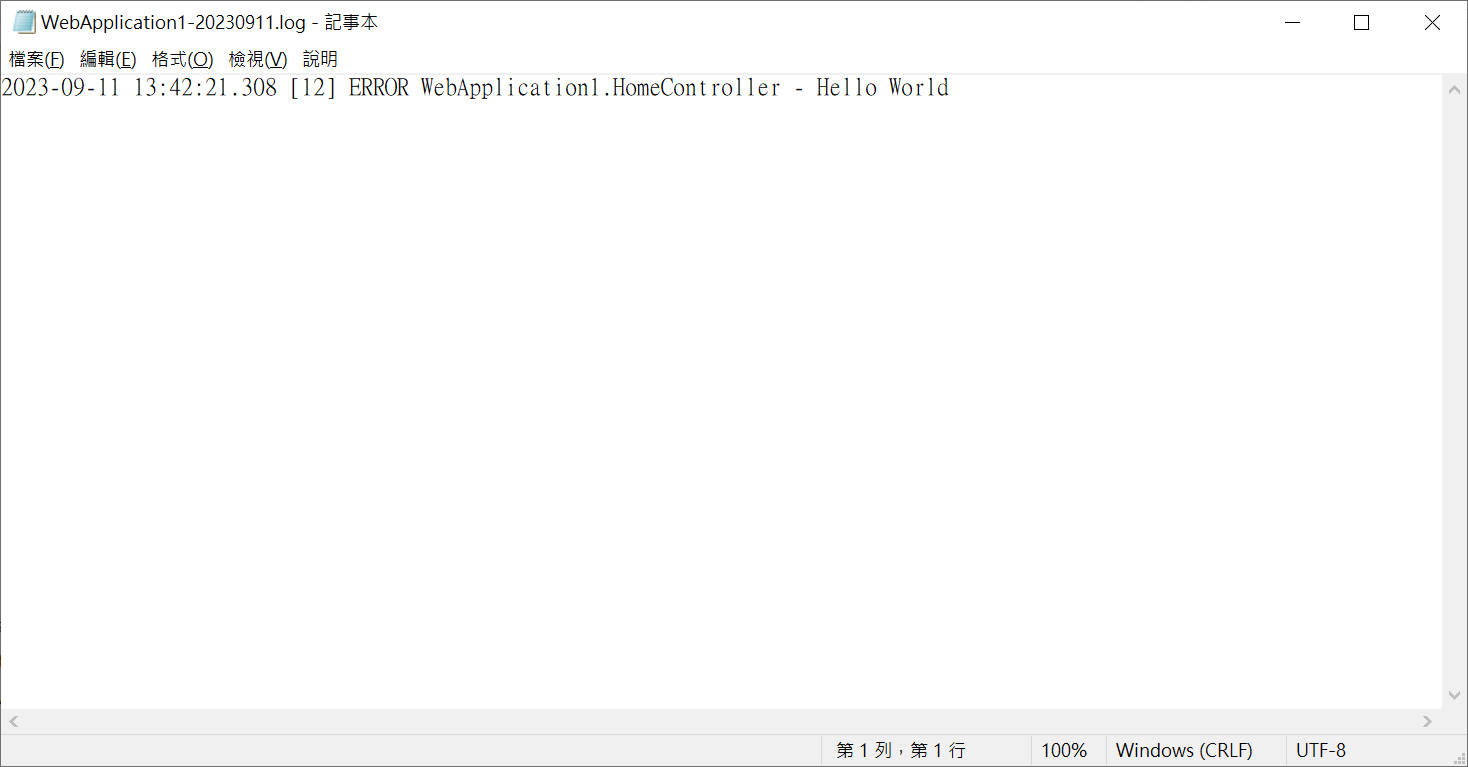 WebApplication1-20230911.log - 記事本
檔案(F) 編輯(E) 格式(O) 檢視(V) 說明
2023-09-11 13:42:21.308 [12] ERROR WebApplication1.HomeController - Hello World
第 1 列，第 1 行 100% Windows (CRLF) UTF-8